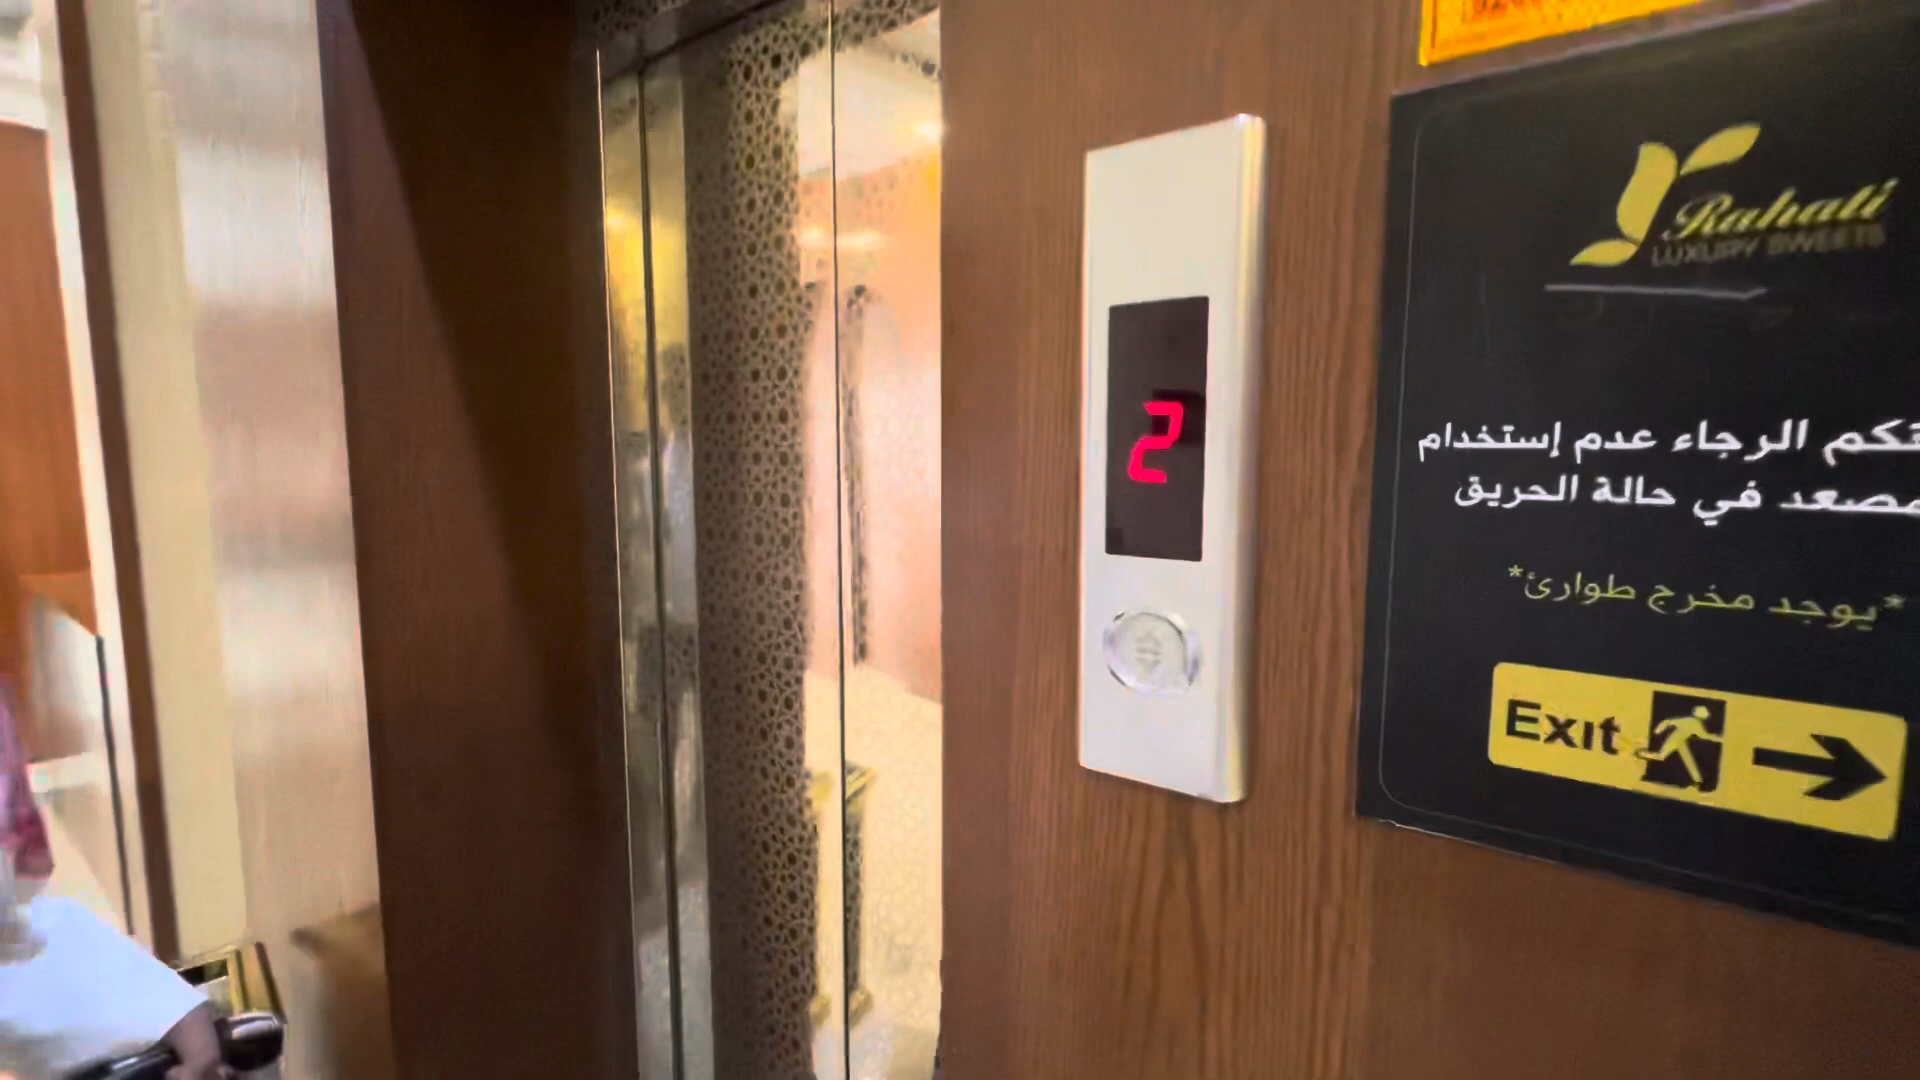 Rahati
LUXURY SWEETS
2
الرجاء عدم إستخدام
في حالة الحريق
*يوجد مخرج طوارئ*
Exit